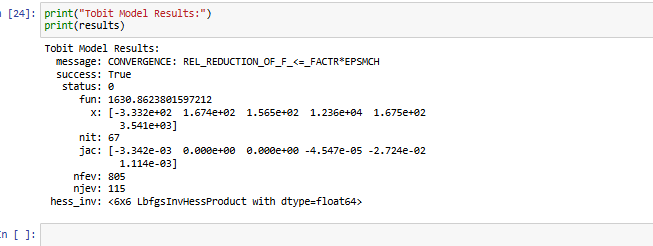 n [24]: print("Tobit Model Results:")
print(results)
Tobit Model Results:
message: CONVERGENCE: REL_REDUCTION_OF_F_<=_FACTR*EPSMCH
success: True
status: 0
fun: 1630.8623801597212
x: [-3.332e+02 1.674e+02 1.565e+02 1.236e+04 1.675e+02
3.541e+03]
nit: 67
jac: [-3.342e-03 0.000e+00 0.000e+00 -4.547e-05 -2.724e-02
1.114e-03]
nfev: 805
njev: 115
hess_inv: <6x6 LbfgsInvHessProduct with dtype=float64>
In [ ]: